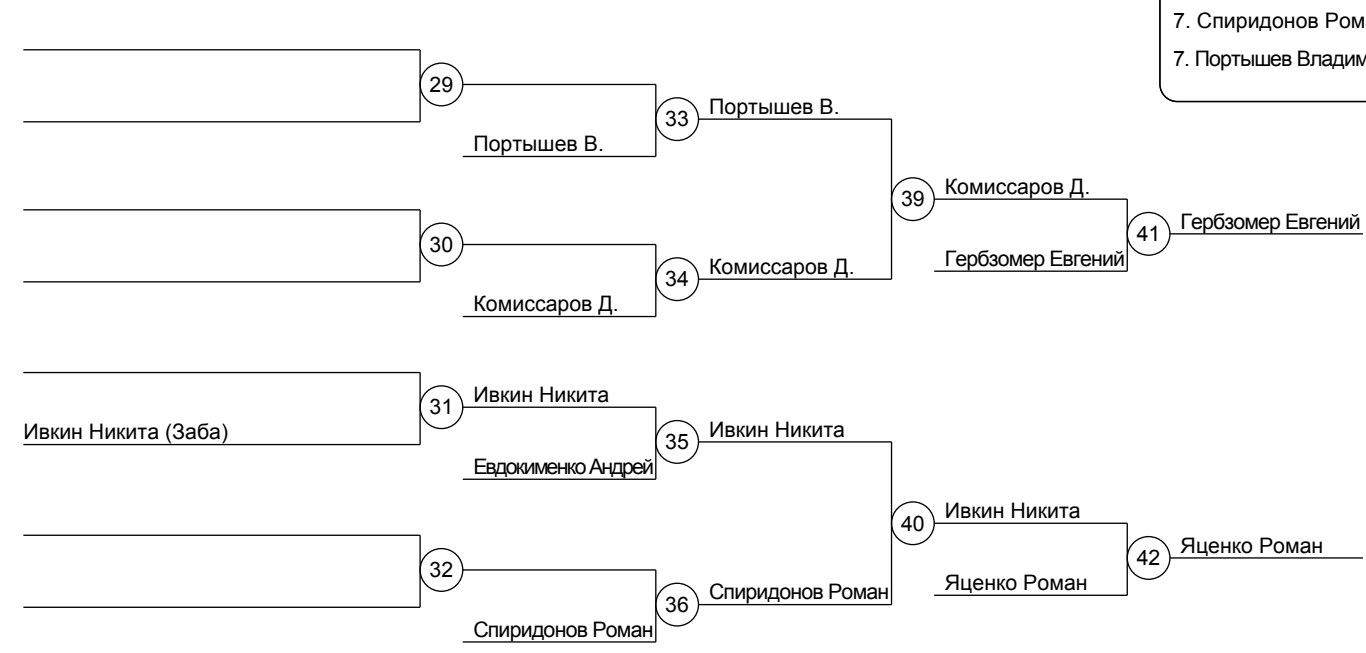 7. Спиридонов Ром
7. Портышев Владим
29
33
Портышев В.
Портышев В.
39
Комиссаров Д.
41
Гербзомер Евгений
30
34
Комиссаров Д.
Гербзомер Евгений
Комиссаров Д.
31
Ивкин Никита
Ивкин Никита (Заба)
35
Ивкин Никита
Евдокименко Андрей
40
Ивкин Никита
42
Яценко Роман
32
36
Спиридонов Роман
Яценко Роман
Спиридонов Роман